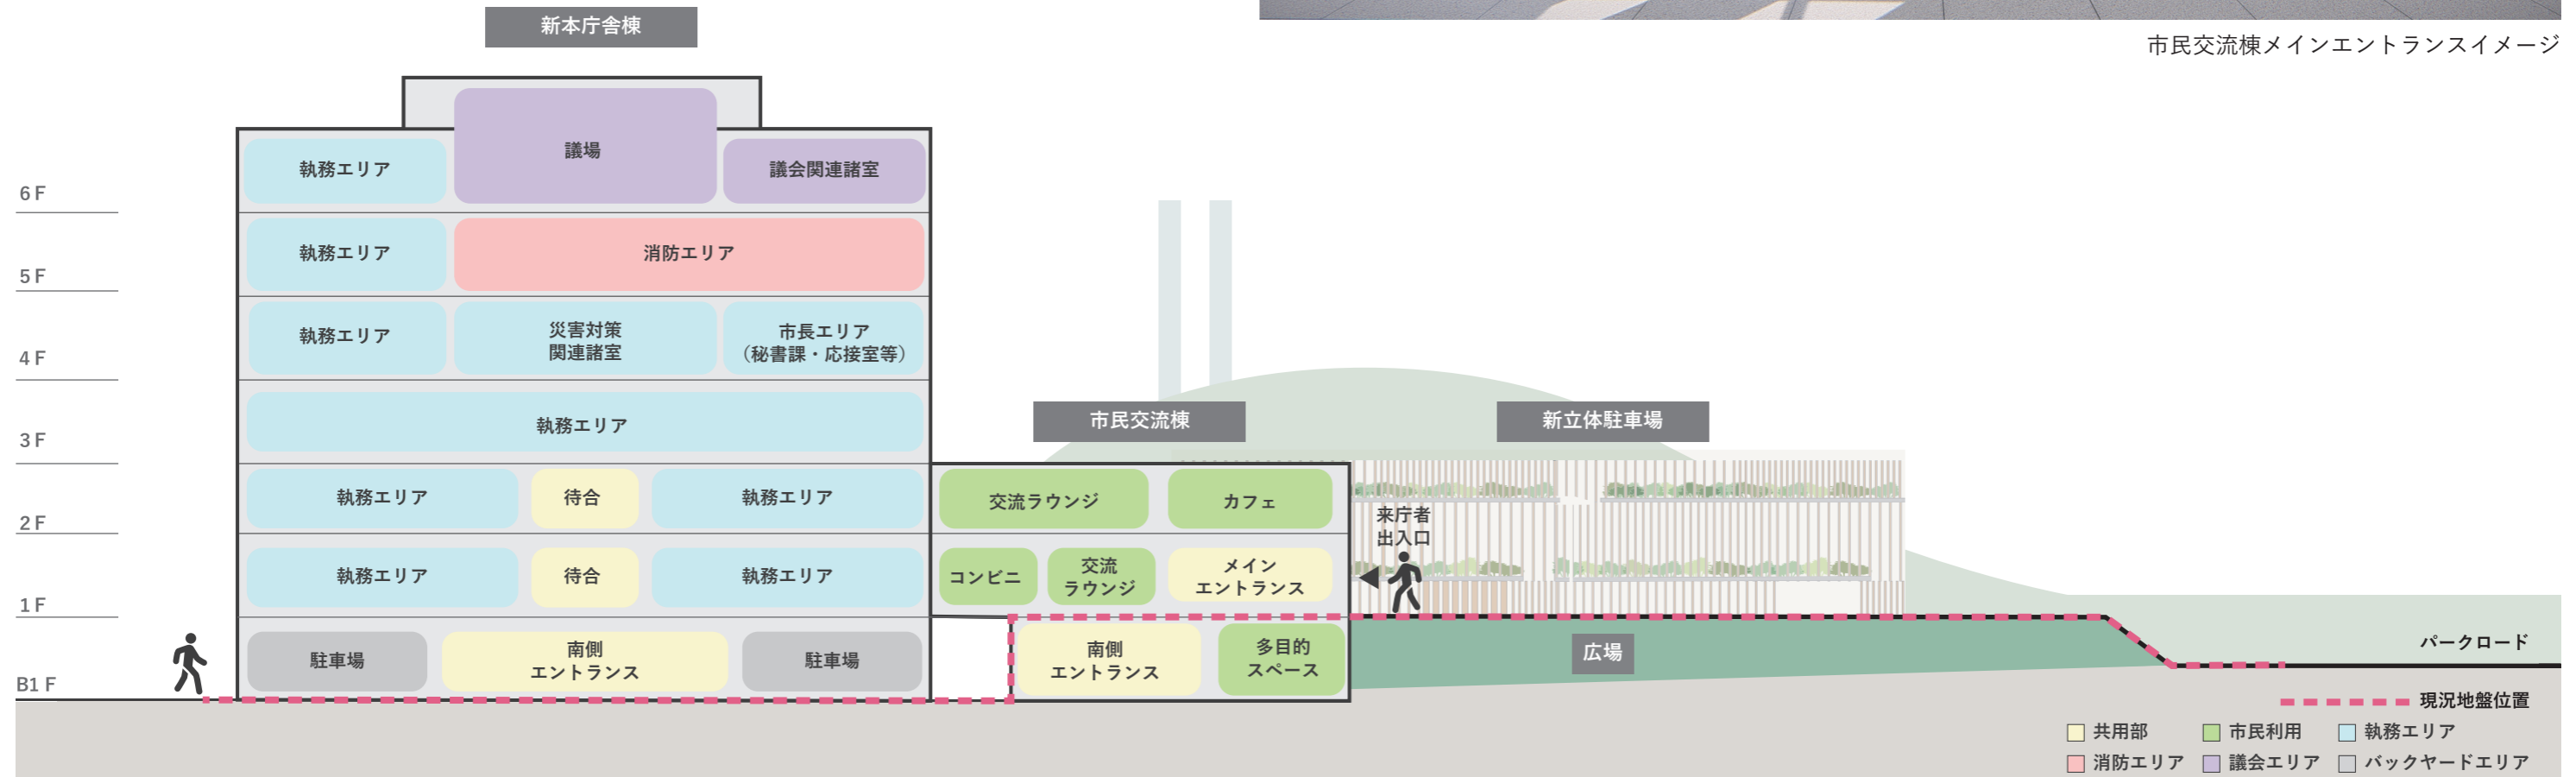 新本庁舎棟
市民交流棟メインエントランスイメージ
6F
執務エリア
議場
議会関連諸室
5F
執務エリア
消防エリア
4F
執務エリア
災害対策
関連諸室
市長エリア
（秘書課・応接室等）
3F
執務エリア
市民交流棟
新立体駐車場
2F
執務エリア
待合
執務エリア
交流ラウンジ
カフェ
来庁者
出入口
1F
執務エリア
待合
執務エリア
コンビニ
交流
ラウンジ
メイン
エントランス
B1F
駐車場
南側
エントランス
駐車場
南側
エントランス
多目的
スペース
広場
パークロード
現況地盤位置
共用部
市民利用
執務エリア
消防エリア
議会エリア
バックヤードエリア